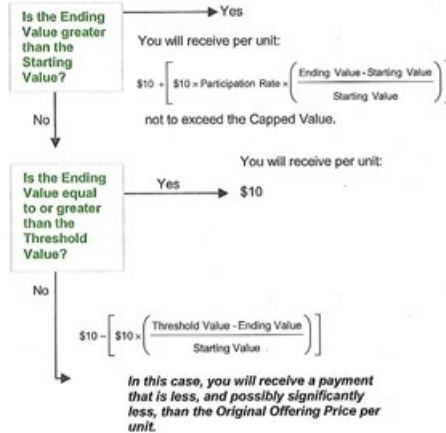 Is the Ending
Value greater
than the
Starting
Value?
Yes
You will receive per unit:
$10 + [ $10 × Participation Rate × ( Ending Value - Starting Value
Starting Value ) ]
not to exceed the Capped Value.
No
Is the Ending
Value equal
to or greater
than the
Threshold
Value?
Yes
You will receive per unit:
$10
No
$10 – [ $10 × ( Threshold Value - Ending Value
Starting Value ) ]
In this case, you will receive a payment
that is less, and possibly significantly
less, than the Original Offering Price per
unit.